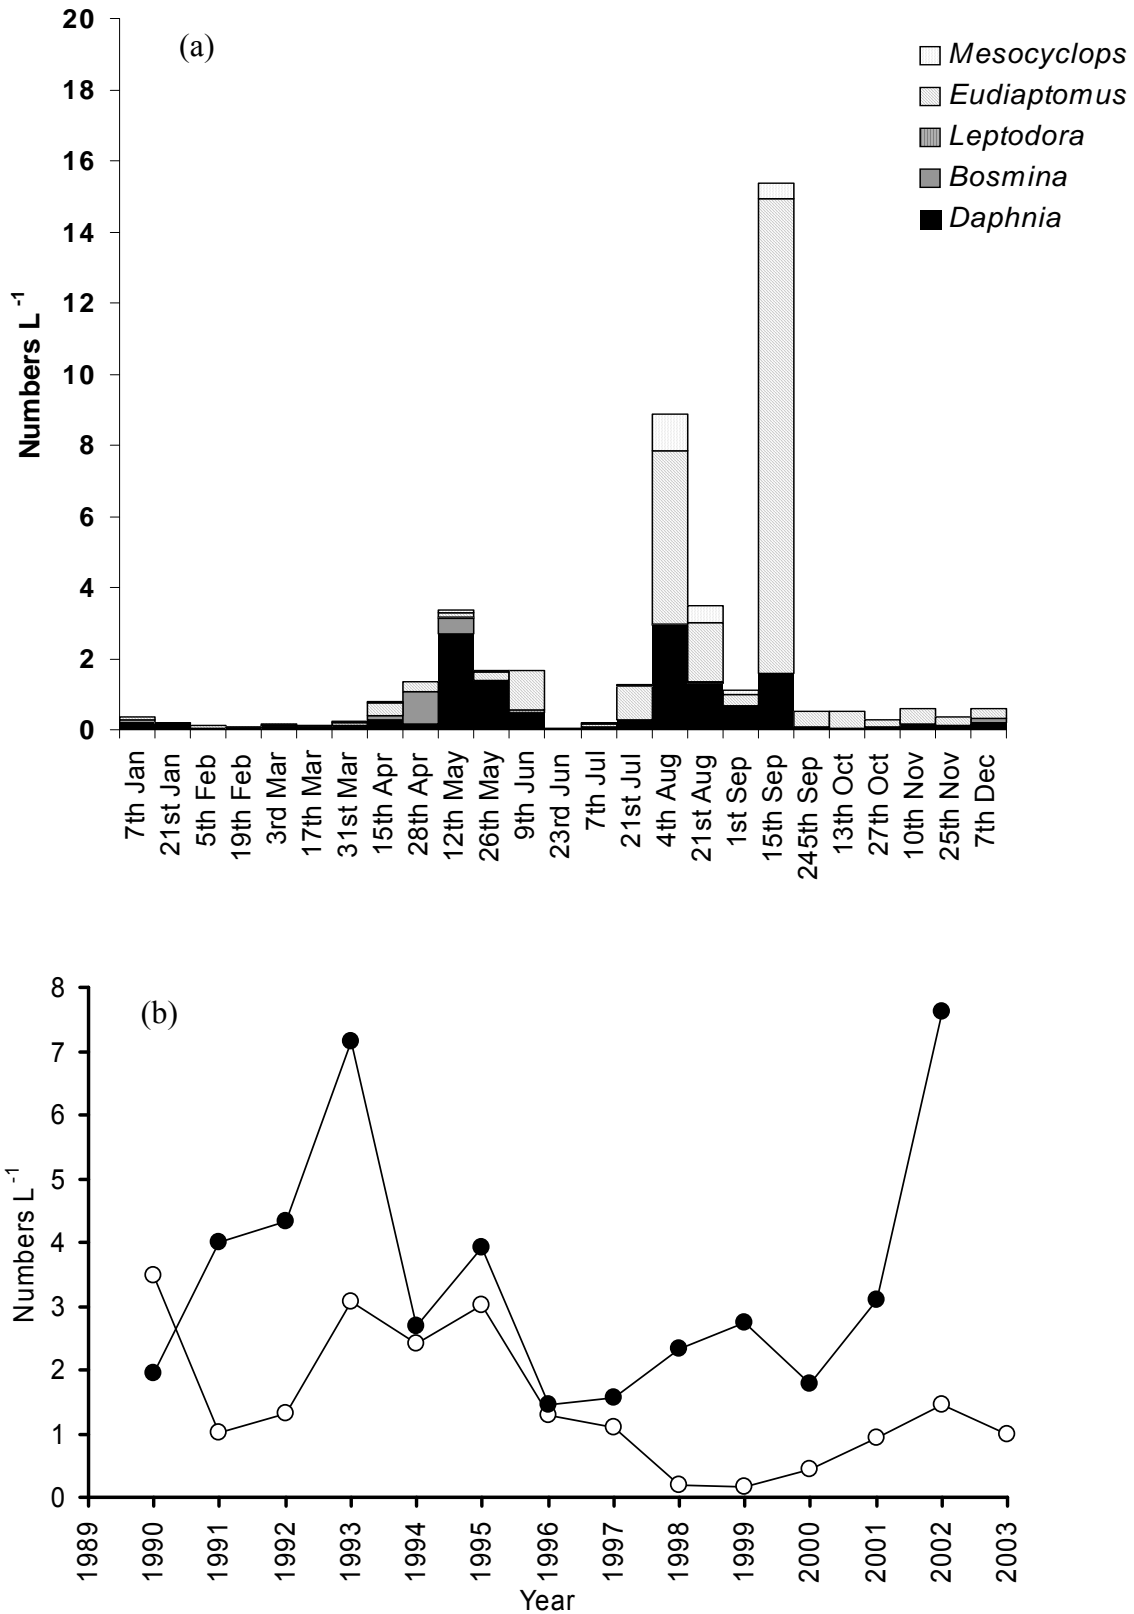 (a)
20
18
16
14
12
10
8
6
4
2
0
Numbers L -1
Mesocyclops
Eudiaptomus
Leptodora
Bosmina
Daphnia
7th Jan
21st Jan
5th Feb
19th Feb
3rd Mar
17th Mar
31st Mar
15th Apr
28th Apr
12th May
26th May
9th Jun
23rd Jun
7th Jul
21st Jul
4th Aug
21st Aug
1st Sep
15th Sep
245th Sep
13th Oct
27th Oct
10th Nov
25th Nov
7th Dec
(b)
8
7
6
5
4
3
2
1
0
Numbers L -1
1989
1990
1991
1992
1993
1994
1995
1996
1997
1998
1999
2000
2001
2002
2003
Year